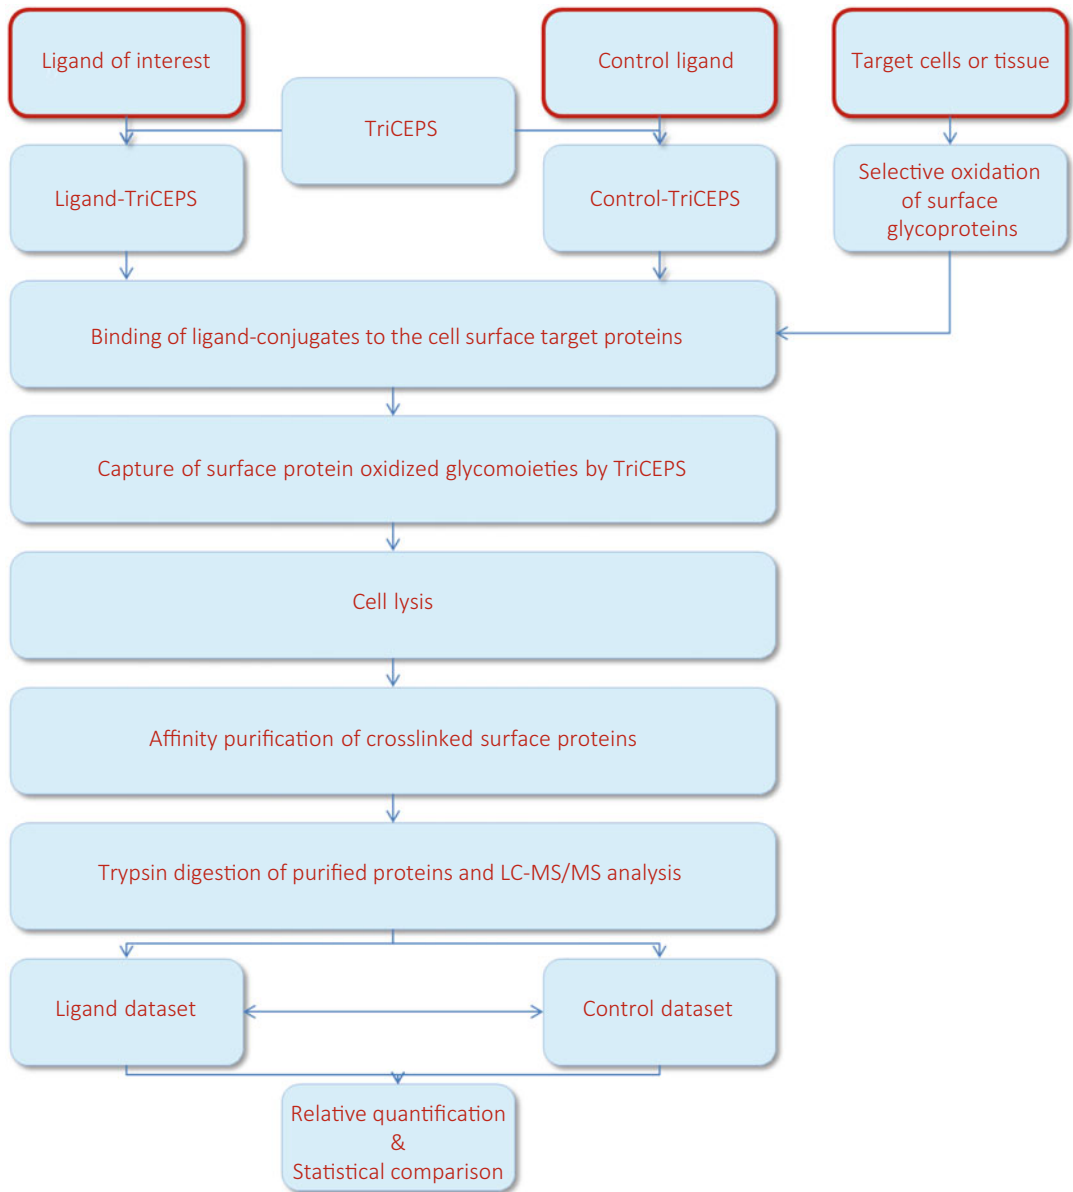 Ligand of interest
Control ligand
Target cells or tissue
TriCEPS
Ligand-TriCEPS
Control-TriCEPS
Selective oxidation
of surface
glycoproteins
Binding of ligand-conjugates to the cell surface target proteins
Capture of surface protein oxidized glycomoieties by TriCEPS
Cell lysis
Affinity purification of crosslinked surface proteins
Trypsin digestion of purified proteins and LC-MS/MS analysis
Ligand dataset
Control dataset
Relative quantification
&
Statistical comparison